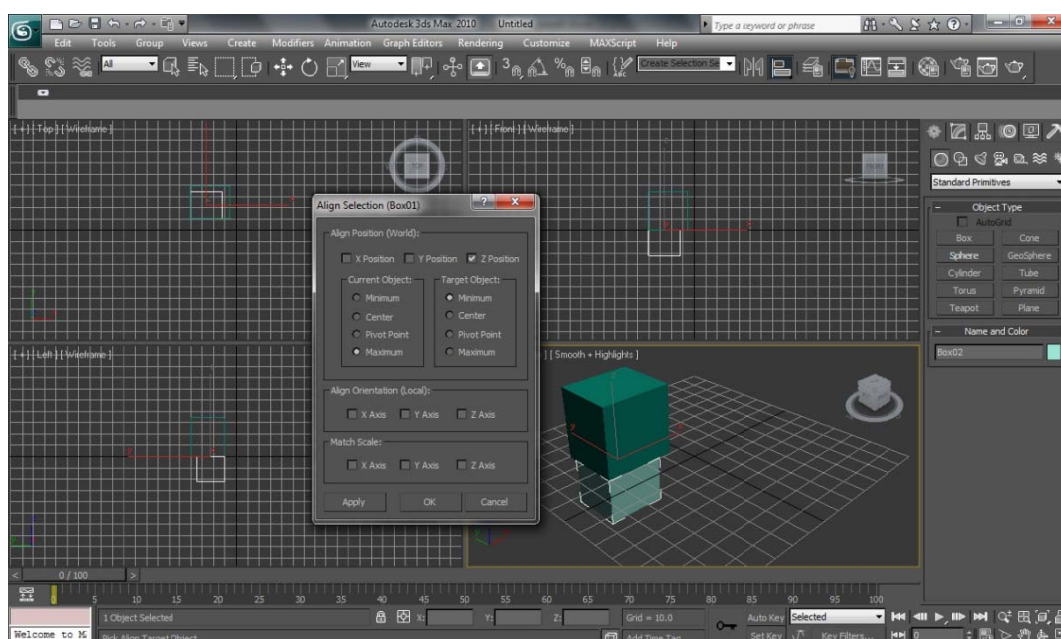 Autodesk 3ds Max 2010 Untitled
Type a keyword or phrase
Edit Tools Group Views Create Modifiers Animation Graph Editors Rendering Customize MAXScript Help
All
View
Create Selection Se
[ + ] [ Top ] [ Wireframe ]
[ + ] [ Front ] [ Wireframe ]
Standard Primitives
Align Selection (Box01)
Object Type
AutoGrid
Align Position (World):
Box Cone
X Position Y Position Z Position
Sphere GeoSphere
Current Object: Target Object:
Cylinder Tube
Minimum Minimum
Torus Pyramid
Center Center
Teapot Plane
Pivot Point Pivot Point
Name and Color
Maximum Maximum
Box02
[ + ] [ Left ] [ Wireframe ]
] [ Smooth + Highlights ]
Align Orientation (Local):
X Axis Y Axis Z Axis
Match Scale:
X Axis Y Axis Z Axis
Apply OK Cancel
< 0 / 100 >
0 5 10 15 20 25 30 35 40 45 50 55 60 65 70 75 80 85 90 95 100
1 Object Selected X: Y: Z: Grid = 10.0 Auto Key Selected
Welcome to M Pick Align Target Object Add Time Tag Set Key Key Filters... 0